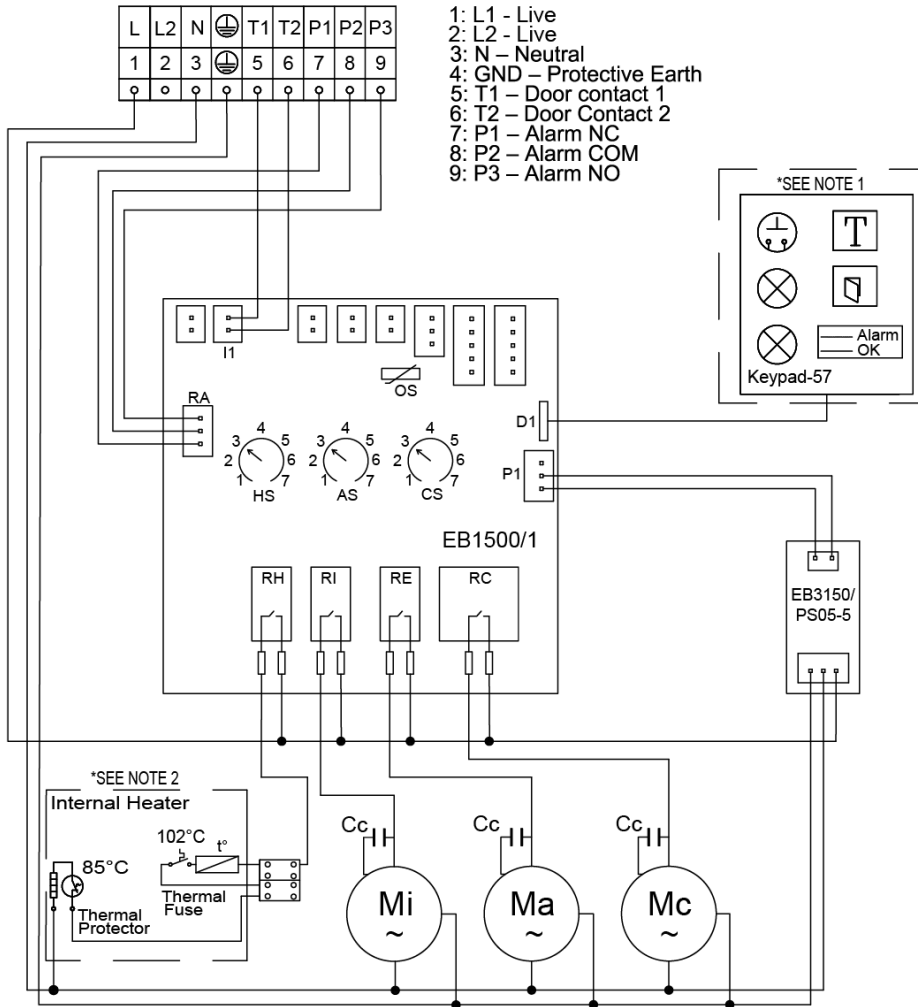 L L2 N T1 T2 P1 P2 P3
1 2 3 5 6 7 8 9
1: L1 - Live
2: L2 - Live
3: N – Neutral
4: GND – Protective Earth
5: T1 – Door contact 1
6: T2 – Door Contact 2
7: P1 – Alarm NC
8: P2 – Alarm COM
9: P3 – Alarm NO
*SEE NOTE 1
T
Alarm
OK
Keypad-57
I1
OS
RA
D1
P1
1 2 3 4 5 6 7
HS
1 2 3 4 5 6 7
AS
1 2 3 4 5 6 7
CS
EB1500/1
EB3150/
PS05-5
RH RI RE RC
*SEE NOTE 2
Internal Heater
102°C
t°
85°C
Thermal
Fuse
Thermal
Protector
Cc Cc Cc
Mi Ma Mc
~ ~ ~